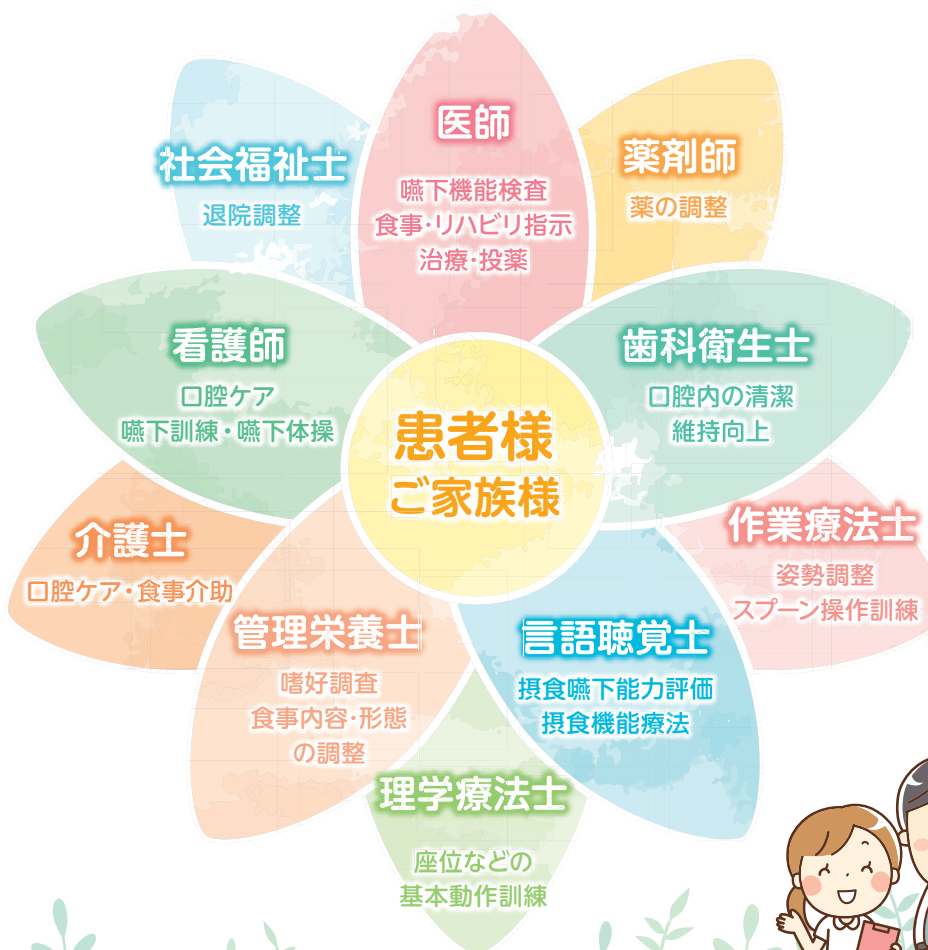 医師
嚥下機能検査
食事・リハビリ指示
治療・投薬
薬剤師
薬の調整
社会福祉士
退院調整
看護師
口腔ケア
嚥下訓練・嚥下体操
歯科衛生士
口腔内の清潔
維持向上
患者様
ご家族様
介護士
口腔ケア・食事介助
作業療法士
姿勢調整
スプーン操作訓練
管理栄養士
嗜好調査
食事内容・形態
の調整
言語聴覚士
摂食嚥下能力評価
摂食機能療法
理学療法士
座位などの
基本動作訓練